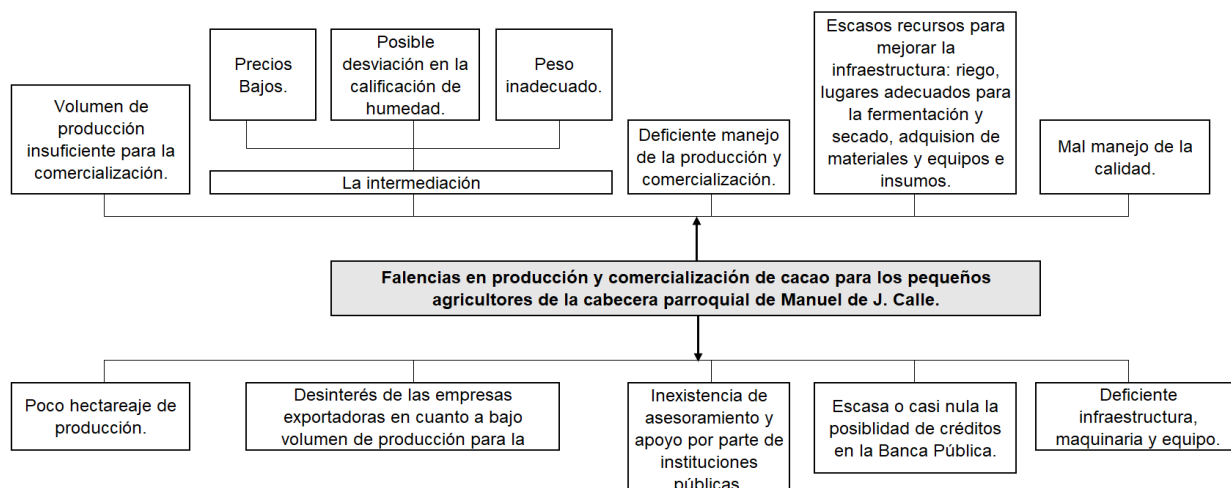 Volumen de
producción
insuficiente para la
comercialización.
Precios
Bajos.
Posible
desviación en la
calificación de
humedad.
Peso
inadecuado.
La intermediación
Deficiente manejo
de la producción y
comercialización.
Escasos recursos para
mejorar la
infraestructura: riego,
lugares adecuados para
la fermentación y
secado, adquision de
materiales y equipos e
insumos.
Mal manejo de la
calidad.
Falencias en producción y comercialización de cacao para los pequeños
agricultores de la cabecera parroquial de Manuel de J. Calle.
Poco hectareaje de
producción.
Desinterés de las empresas
exportadoras en cuanto a bajo
volumen de producción para la
Inexistencia de
asesoramiento y
apoyo por parte de
instituciones
públicas
Escasa o casi nula la
posiblidad de créditos
en la Banca Pública.
Deficiente
infraestructura,
maquinaria y equipo.